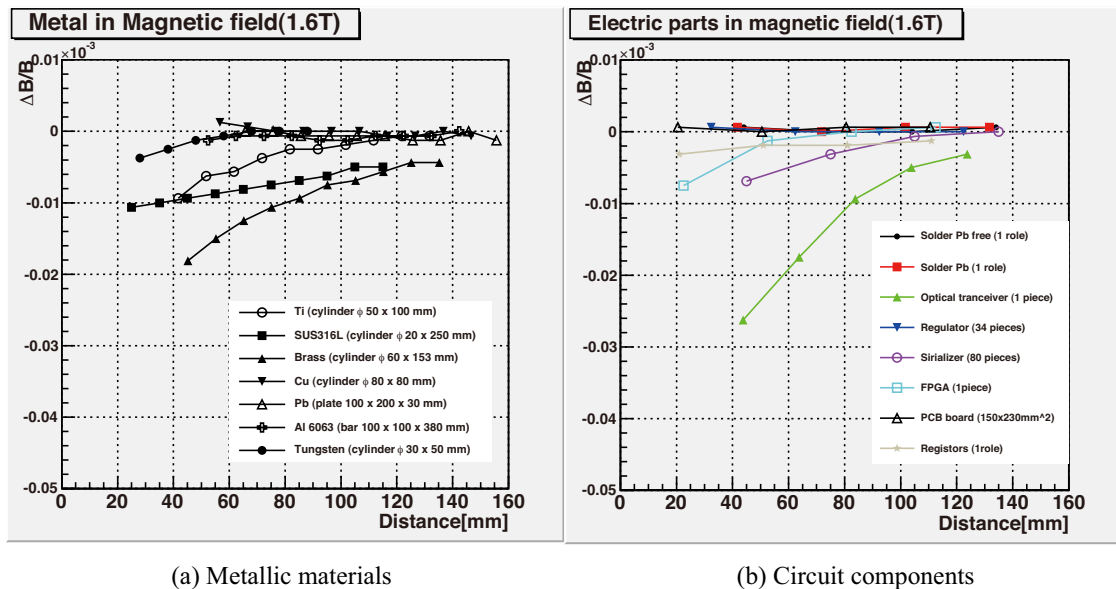 Metal in Magnetic field(1.6T)
×10⁻³
ΔB/B
0.01
0
-0.01
-0.02
-0.03
-0.04
-0.05
0 20 40 60 80 100 120 140 160
Distance[mm]
Ti (cylinder ϕ 50 x 100 mm)
SUS316L (cylinder ϕ 20 x 250 mm)
Brass (cylinder ϕ 60 x 153 mm)
Cu (cylinder ϕ 80 x 80 mm)
Pb (plate 100 x 200 x 30 mm)
Al 6063 (bar 100 x 100 x 380 mm)
Tungsten (cylinder ϕ 30 x 50 mm)
(a) Metallic materials
Electric parts in magnetic field(1.6T)
×10⁻³
ΔB/B
0.01
0
-0.01
-0.02
-0.03
-0.04
-0.05
0 20 40 60 80 100 120 140 160
Distance[mm]
Solder Pb free (1 role)
Solder Pb (1 role)
Optical tranceiver (1 piece)
Regulator (34 pieces)
Sirializer (80 pieces)
FPGA (1piece)
PCB board (150x230mm^2)
Registors (1role)
(b) Circuit components